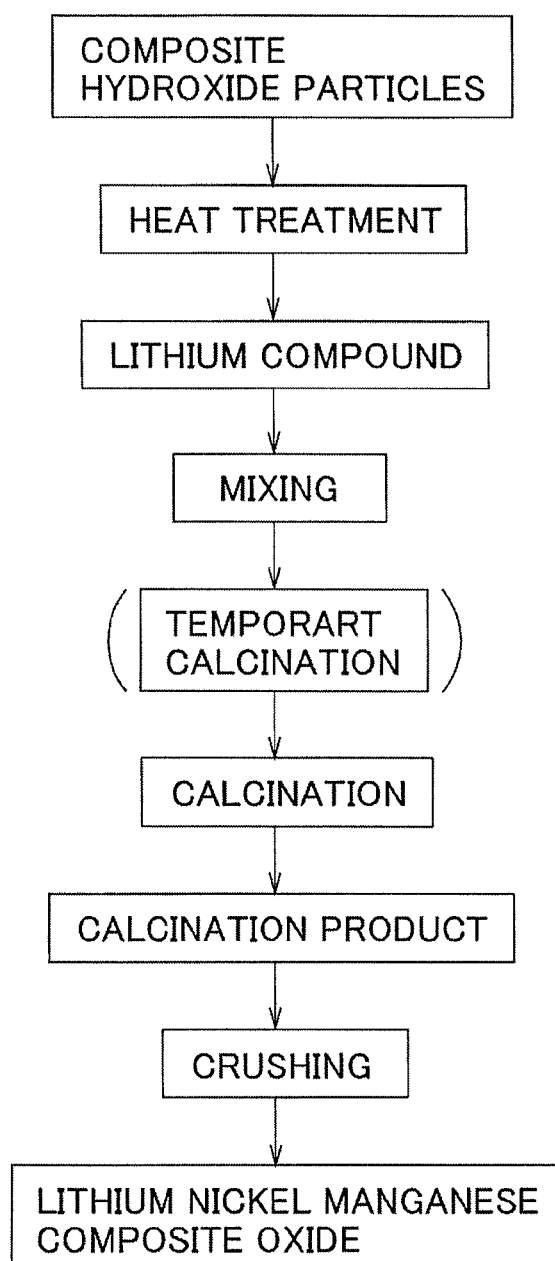 COMPOSITE
HYDROXIDE PARTICLES
HEAT TREATMENT
LITHIUM COMPOUND
MIXING
TEMPORART
CALCINATION
CALCINATION
CALCINATION PRODUCT
CRUSHING
LITHIUM NICKEL MANGANESE
COMPOSITE OXIDE